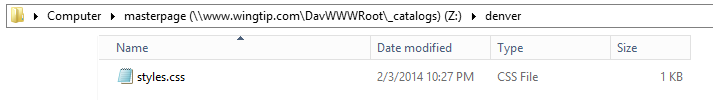 Computer masterpage (\\www.wingtip.com\DavWWWRoot\_catalogs) (Z:) denver
Name Date modified Type Size
styles.css 2/3/2014 10:27 PM CSS File 1 KB